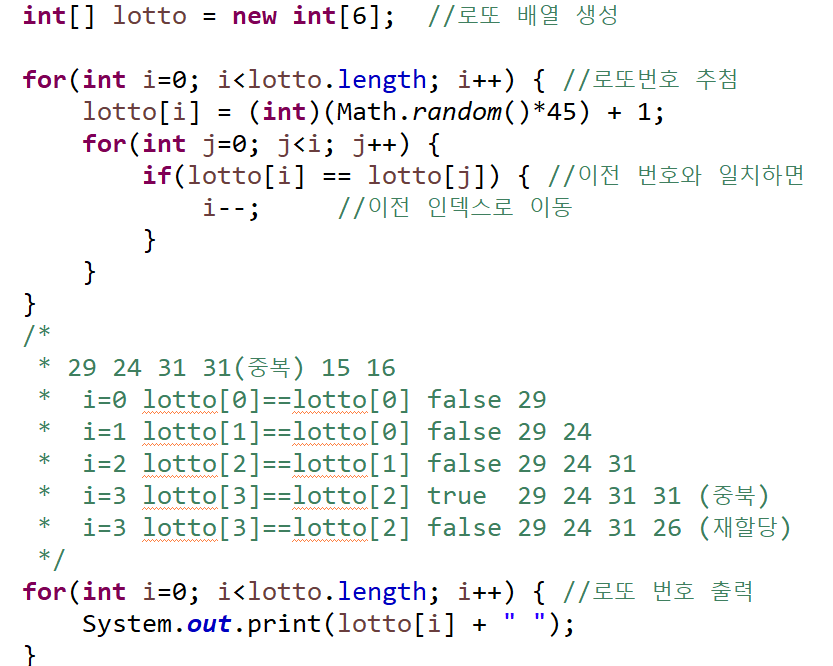 int[] lotto = new int[6];  //로또 배열 생성

for(int i=0; i<lotto.length; i++) { //로또번호 추첨
    lotto[i] = (int)(Math.random()*45) + 1;
    for(int j=0; j<i; j++) {
        if(lotto[i] == lotto[j]) { //이전 번호와 일치하면
            i--;     //이전 인덱스로 이동
        }
    }
}
/*
 * 29 24 31 31(중복) 15 16
 *  i=0 lotto[0]==lotto[0] false 29
 *  i=1 lotto[1]==lotto[0] false 29 24
 *  i=2 lotto[2]==lotto[1] false 29 24 31
 *  i=3 lotto[3]==lotto[2] true  29 24 31 31 (중북)
 *  i=3 lotto[3]==lotto[2] false 29 24 31 26 (재할당)
 */
for(int i=0; i<lotto.length; i++) { //로또 번호 출력
    System.out.print(lotto[i] + " ");
}